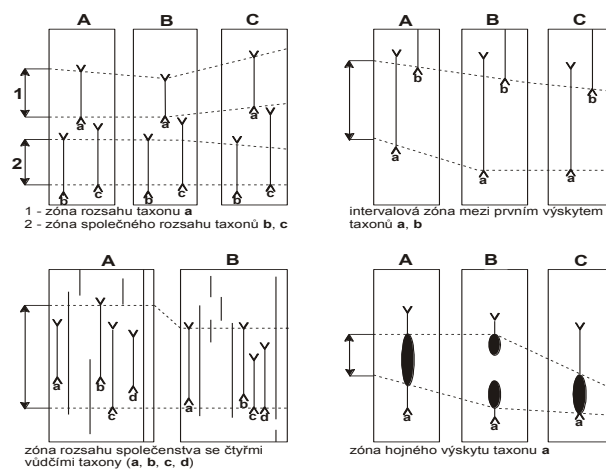 A B C
1
a a a
2
b c b c b c
1 - zóna rozsahu taxonu a
2 - zóna společného rozsahu taxonů b, c
A B C
b b b
a a a
intervalová zóna mezi prvním výskytem
taxonů a, b
A B
a b c d
a b c d
zóna rozsahu společenstva se čtyřmi
vůdčími taxony (a, b, c, d)
A B C
a a a
zóna hojného výskytu taxonu a